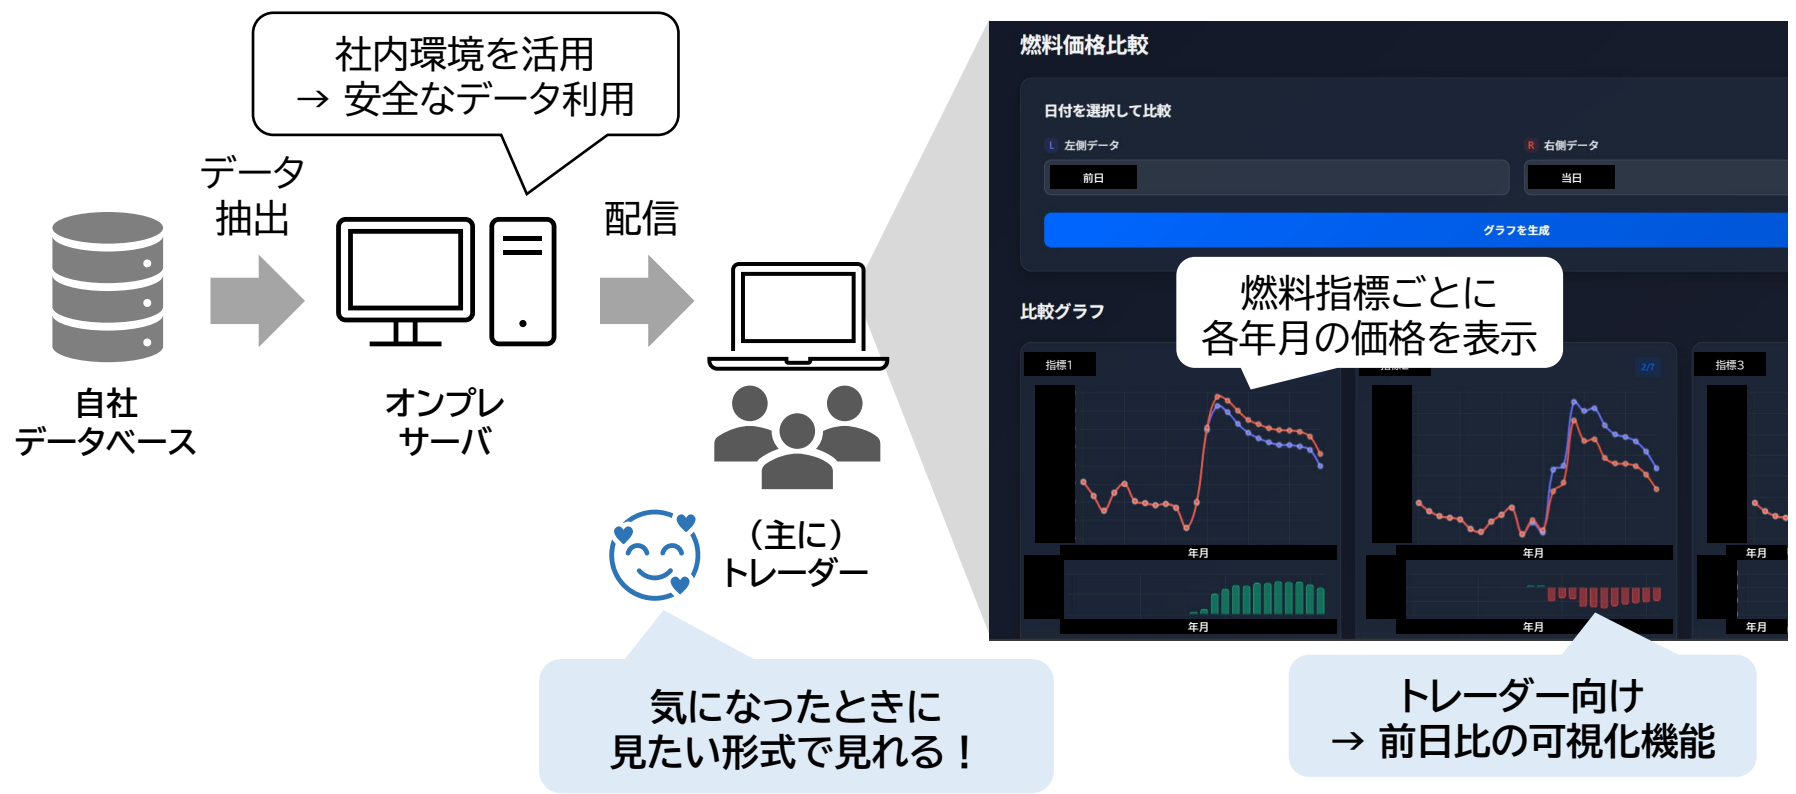 社内環境を活用
→ 安全なデータ利用
データ
抽出
配信
自社
データベース
オンプレ
サーバ
（主に）
トレーダー
気になったときに
見たい形式で見れる！
燃料価格比較
日付を選択して比較
L 左側データ
R 右側データ
前日
当日
グラフを生成
燃料指標ごとに
各年月の価格を表示
比較グラフ
指標1
2/7
指標3
年月
年月
年月
年月
年月
年月
トレーダー向け
→ 前日比の可視化機能